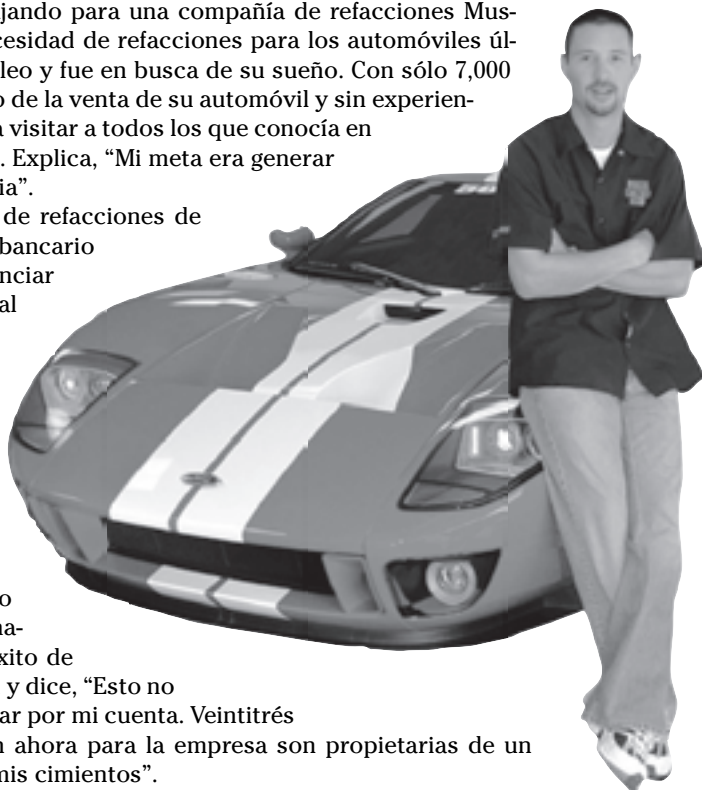 jando para una compañía de refacciones Mus-
cesidad de refacciones para los automóviles úl-
leo y fue en busca de su sueño. Con sólo 7,000
o de la venta de su automóvil y sin experien-
a visitar a todos los que conocía en
. Explica, “Mi meta era generar
ia”.
de refacciones de
bancario
nciar
al
o
na-
xito de
y dice, “Esto no
ar por mi cuenta. Veintitrés
n ahora para la empresa son propietarias de un
mis cimientos”.